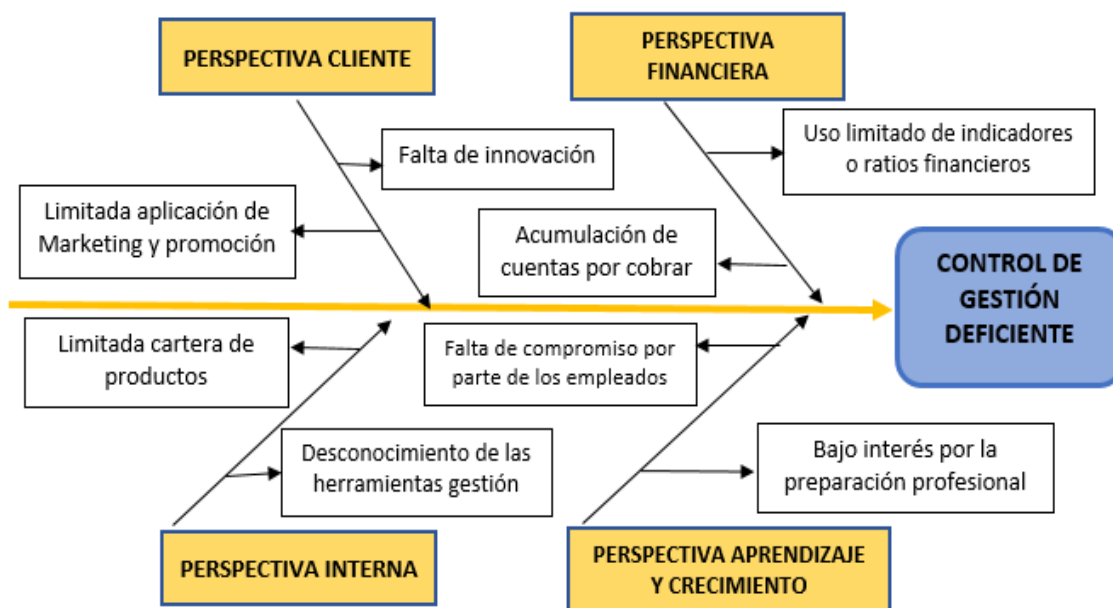 PERSPECTIVA CLIENTE
PERSPECTIVA
FINANCIERA
Falta de innovación
Uso limitado de indicadores
o ratios financieros
Limitada aplicación de
Marketing y promoción
Acumulación de
cuentas por cobrar
CONTROL DE
GESTIÓN
DEFICIENTE
Limitada cartera de
productos
Falta de compromiso por
parte de los empleados
Desconocimiento de las
herramientas gestión
Bajo interés por la
preparación profesional
PERSPECTIVA INTERNA
PERSPECTIVA APRENDIZAJE
Y CRECIMIENTO